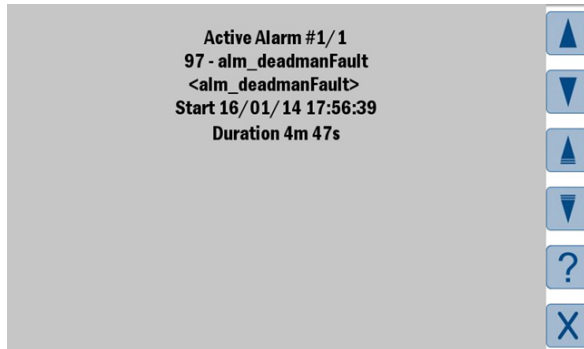 Active Alarm #1/1
97 - alm_deadmanFault
<alm_deadmanFault>
Start 16/01/14 17:56:39
Duration 4m 47s
?
X